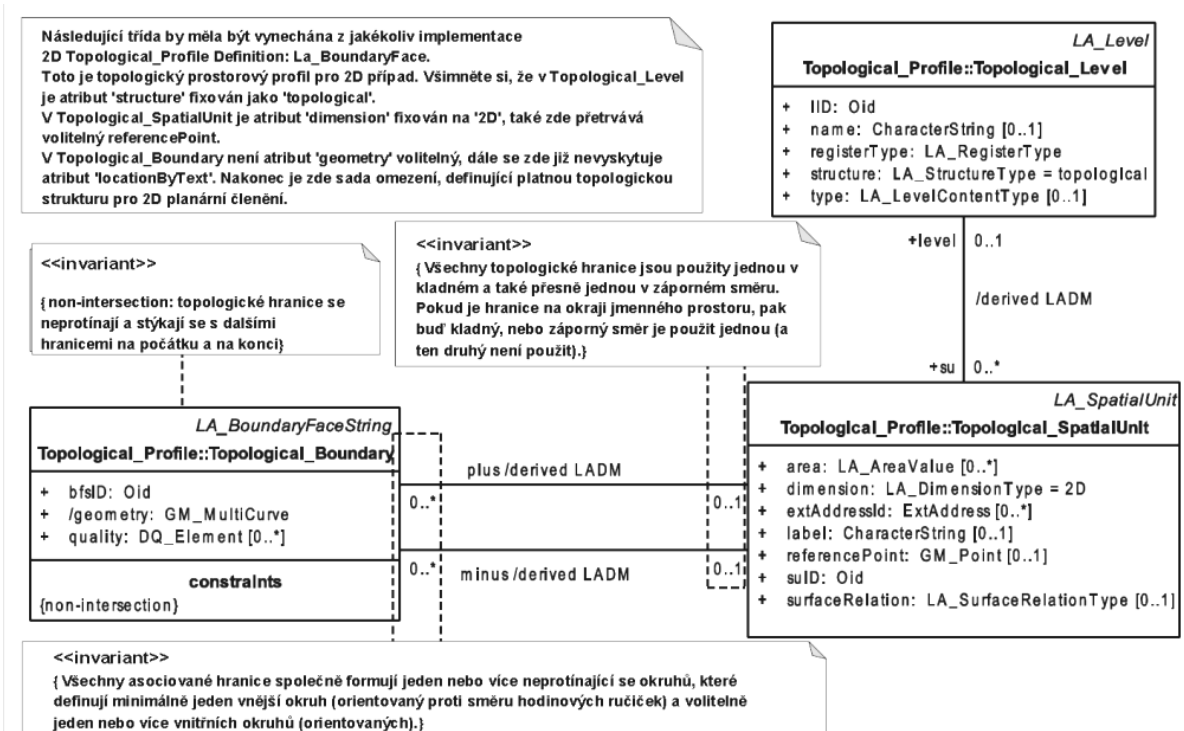 Následující třída by měla být vynechána z jakékoliv implementace
2D Topological_Profile Definition: La_BoundaryFace.
Toto je topologický prostorový profil pro 2D případ. Všimněte si, že v Topological_Level
je atribut 'structure' fixován jako 'topological'.
V Topological_SpatialUnit je atribut 'dimension' fixován na '2D', také zde přetrvává
volitelný referencePoint.
V Topological_Boundary není atribut 'geometry' volitelný, dále se zde již nevyskytuje
atribut 'locationByText'. Nakonec je zde sada omezení, definující platnou topologickou
strukturu pro 2D planární členění.
LA_Level
Topological_Profile::Topological_Level
+ lID: Oid
+ name: CharacterString [0..1]
+ registerType: LA_RegisterType
+ structure: LA_StructureType = topological
+ type: LA_LevelContentType [0..1]
+level 0..1
/derived LADM
+su 0..*
<<invariant>>
{ non-intersection: topologické hranice se
neprotínají a stýkají se s dalšími
hranicemi na počátku a na konci}
<<invariant>>
{ Všechny topologické hranice jsou použity jednou v
kladném a také přesně jednou v záporném směru.
Pokud je hranice na okraji jmenného prostoru, pak
buď kladný, nebo záporný směr je použit jednou (a
ten druhý není použit).}
LA_BoundaryFaceString
Topological_Profile::Topological_Boundary
+ bfsID: Oid
+ /geometry: GM_MultiCurve
+ quality: DQ_Element [0..*]
constraints
{non-intersection}
plus /derived LADM
0..* 0..1
0..* minus /derived LADM 0..1
LA_SpatialUnit
Topological_Profile::Topological_SpatialUnit
+ area: LA_AreaValue [0..*]
+ dimension: LA_DimensionType = 2D
+ extAddressId: ExtAddress [0..*]
+ label: CharacterString [0..1]
+ referencePoint: GM_Point [0..1]
+ suID: Oid
+ surfaceRelation: LA_SurfaceRelationType [0..1]
<<invariant>>
{ Všechny asociované hranice společně formují jeden nebo více neprotínající se okruhů, které
definují minimálně jeden vnější okruh (orientovaný proti směru hodinových ručiček) a volitelně
jeden nebo více vnitřních okruhů (orientovaných).}